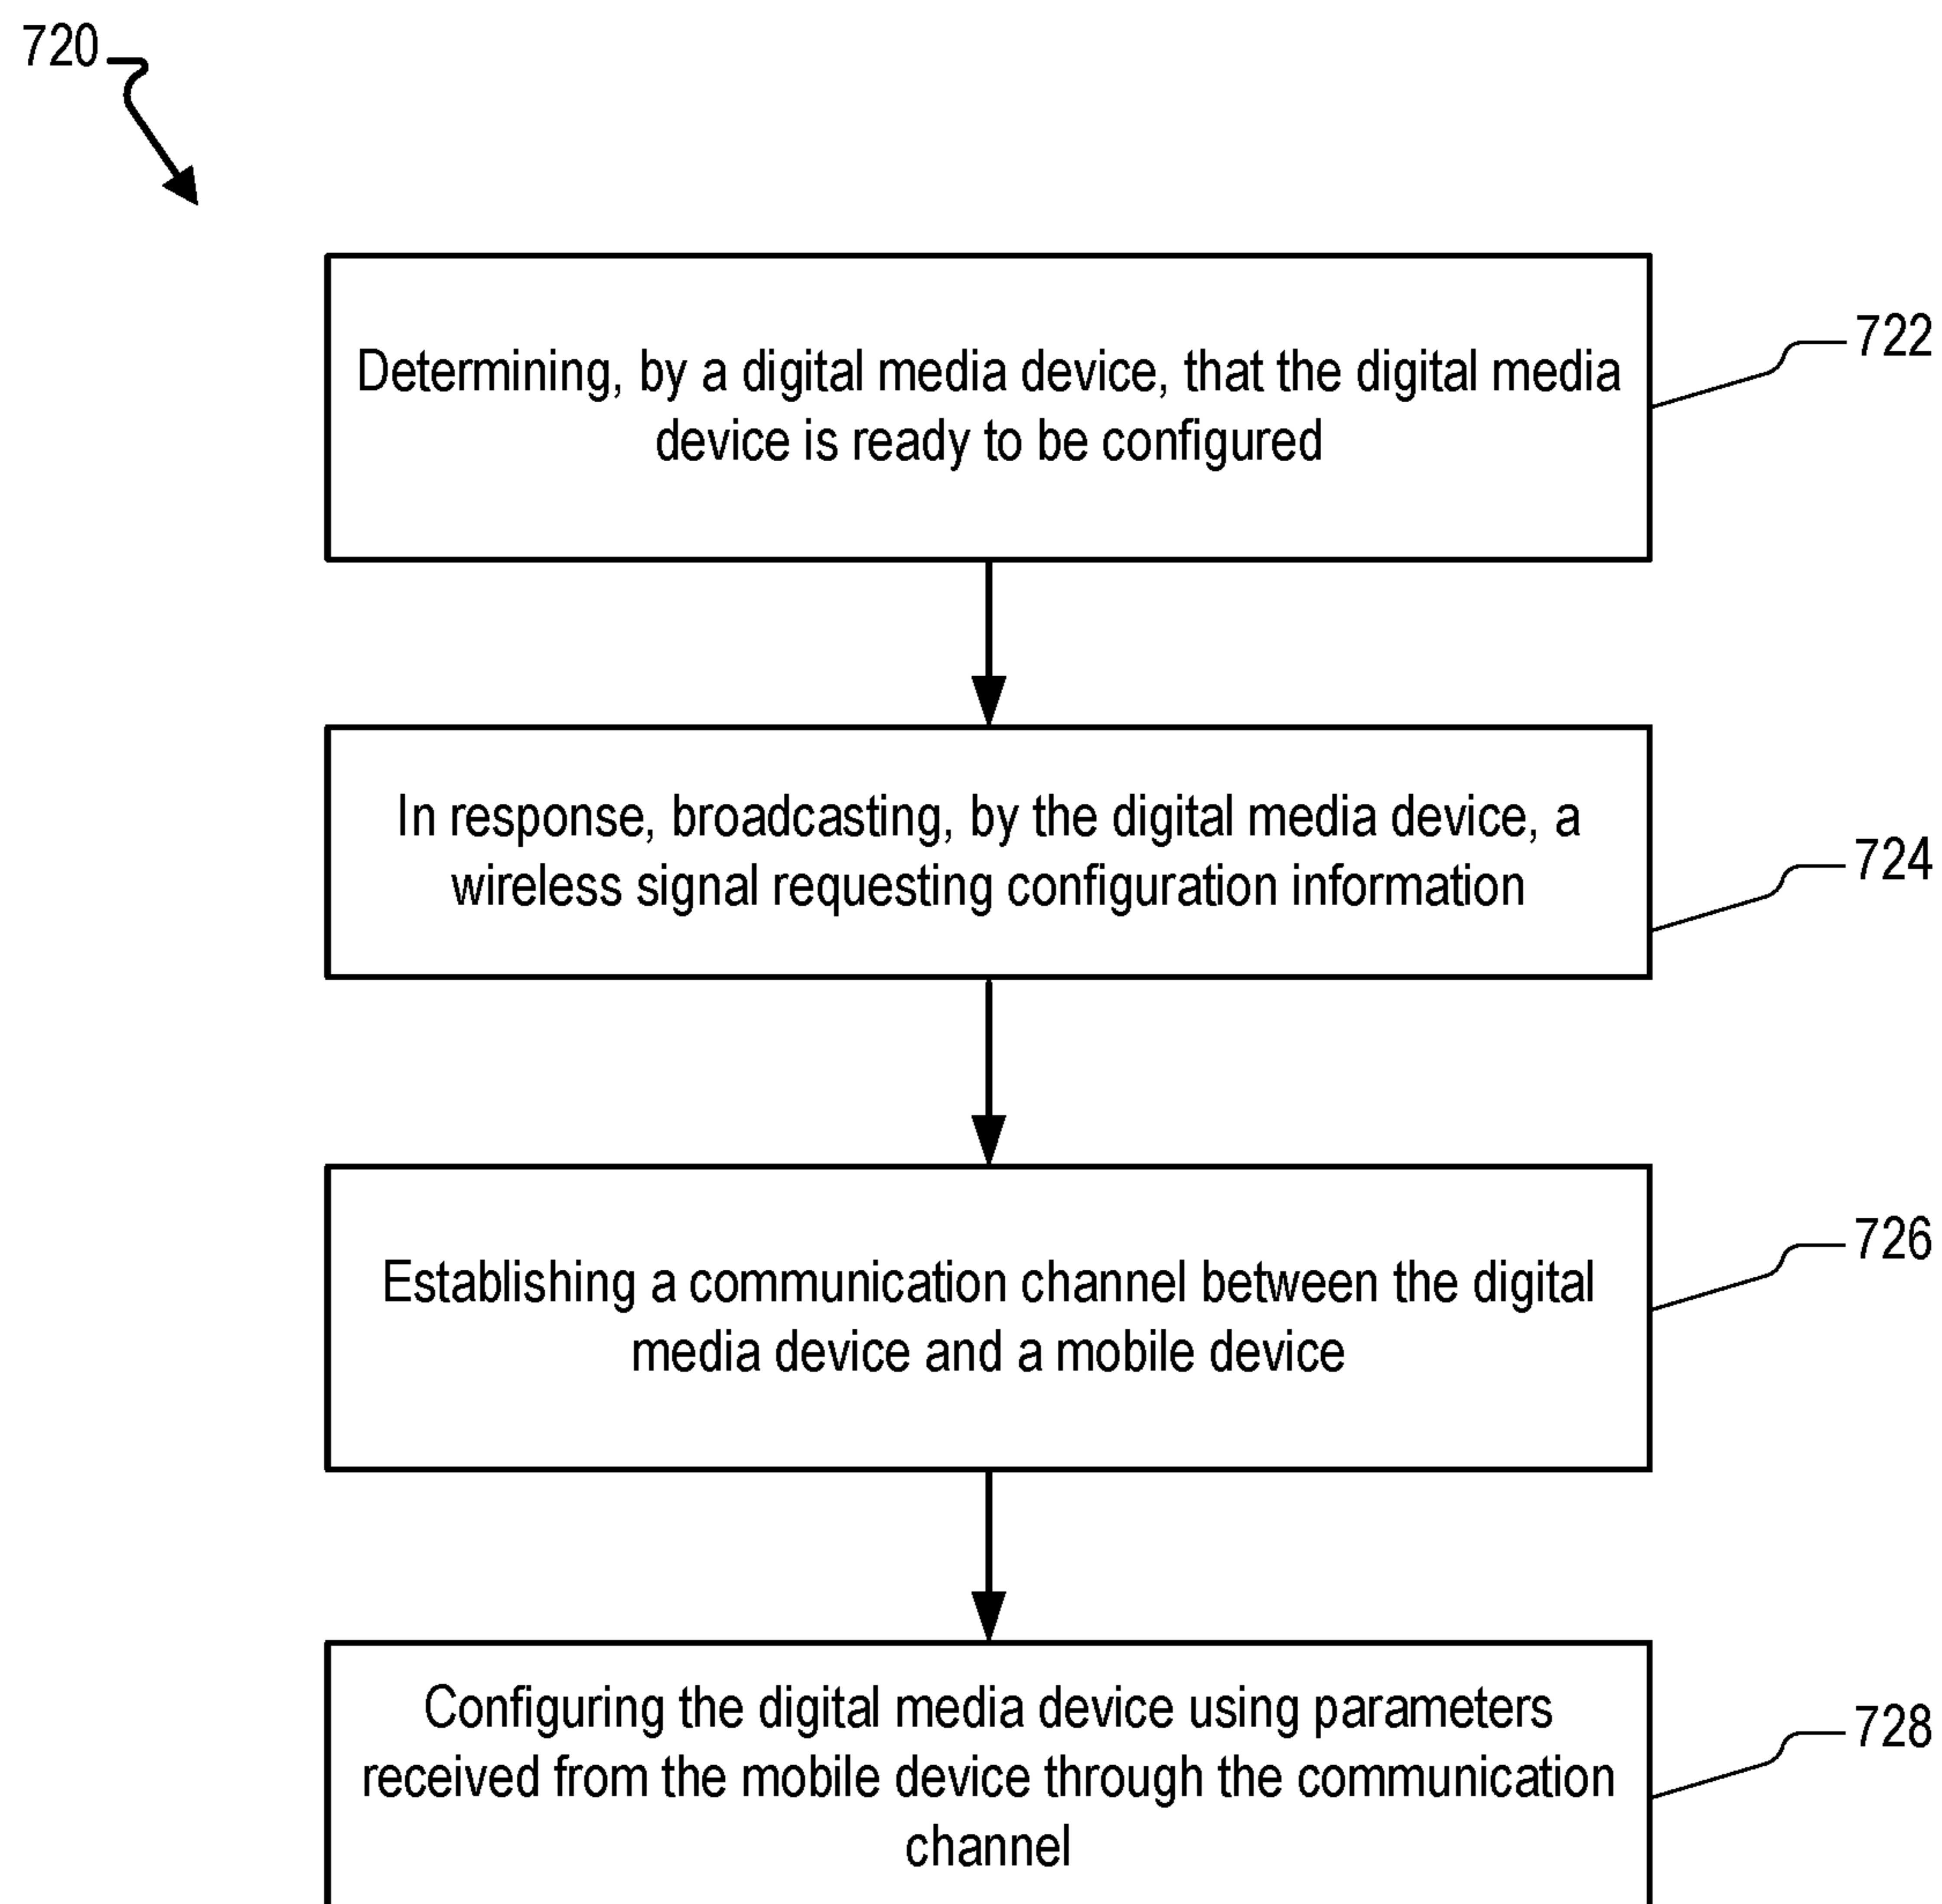 720
Determining, by a digital media device, that the digital media
device is ready to be configured
722
In response, broadcasting, by the digital media device, a
wireless signal requesting configuration information
724
Establishing a communication channel between the digital
media device and a mobile device
726
Configuring the digital media device using parameters
received from the mobile device through the communication
channel
728